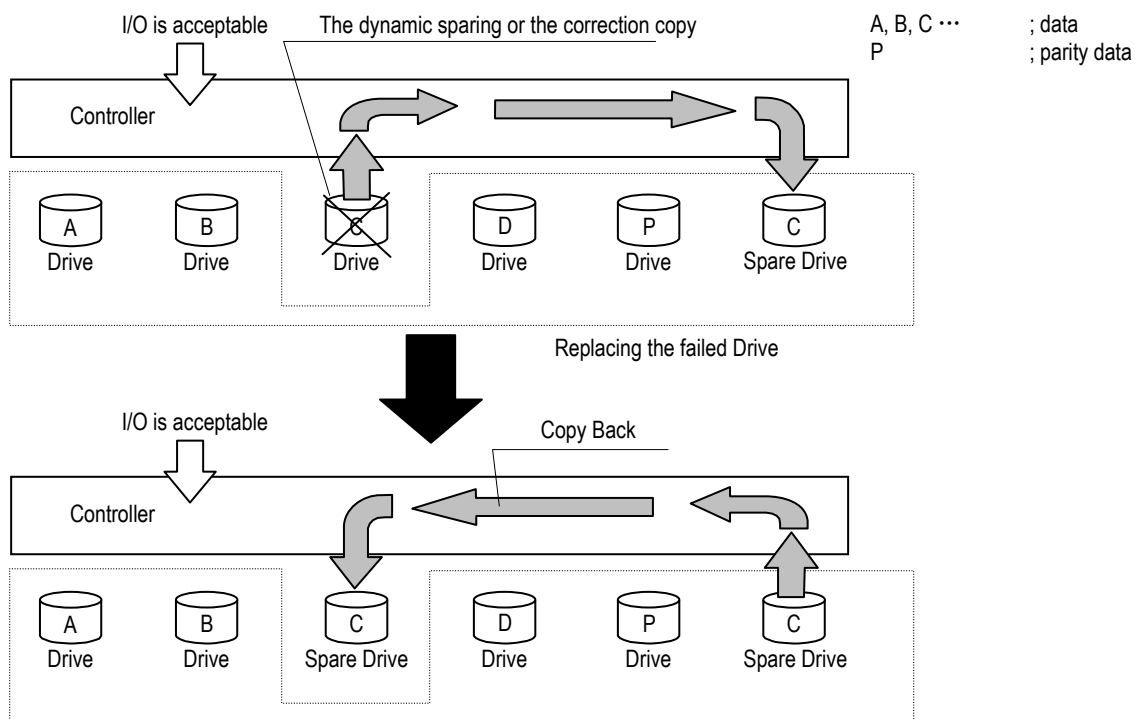 I/O is acceptable
The dynamic sparing or the correction copy
A, B, C ⋯ ; data
P ; parity data
Controller
A
B
C
D
P
C
Drive
Drive
Drive
Drive
Drive
Spare Drive
Replacing the failed Drive
I/O is acceptable
Copy Back
Controller
A
B
C
D
P
C
Drive
Drive
Spare Drive
Drive
Drive
Spare Drive